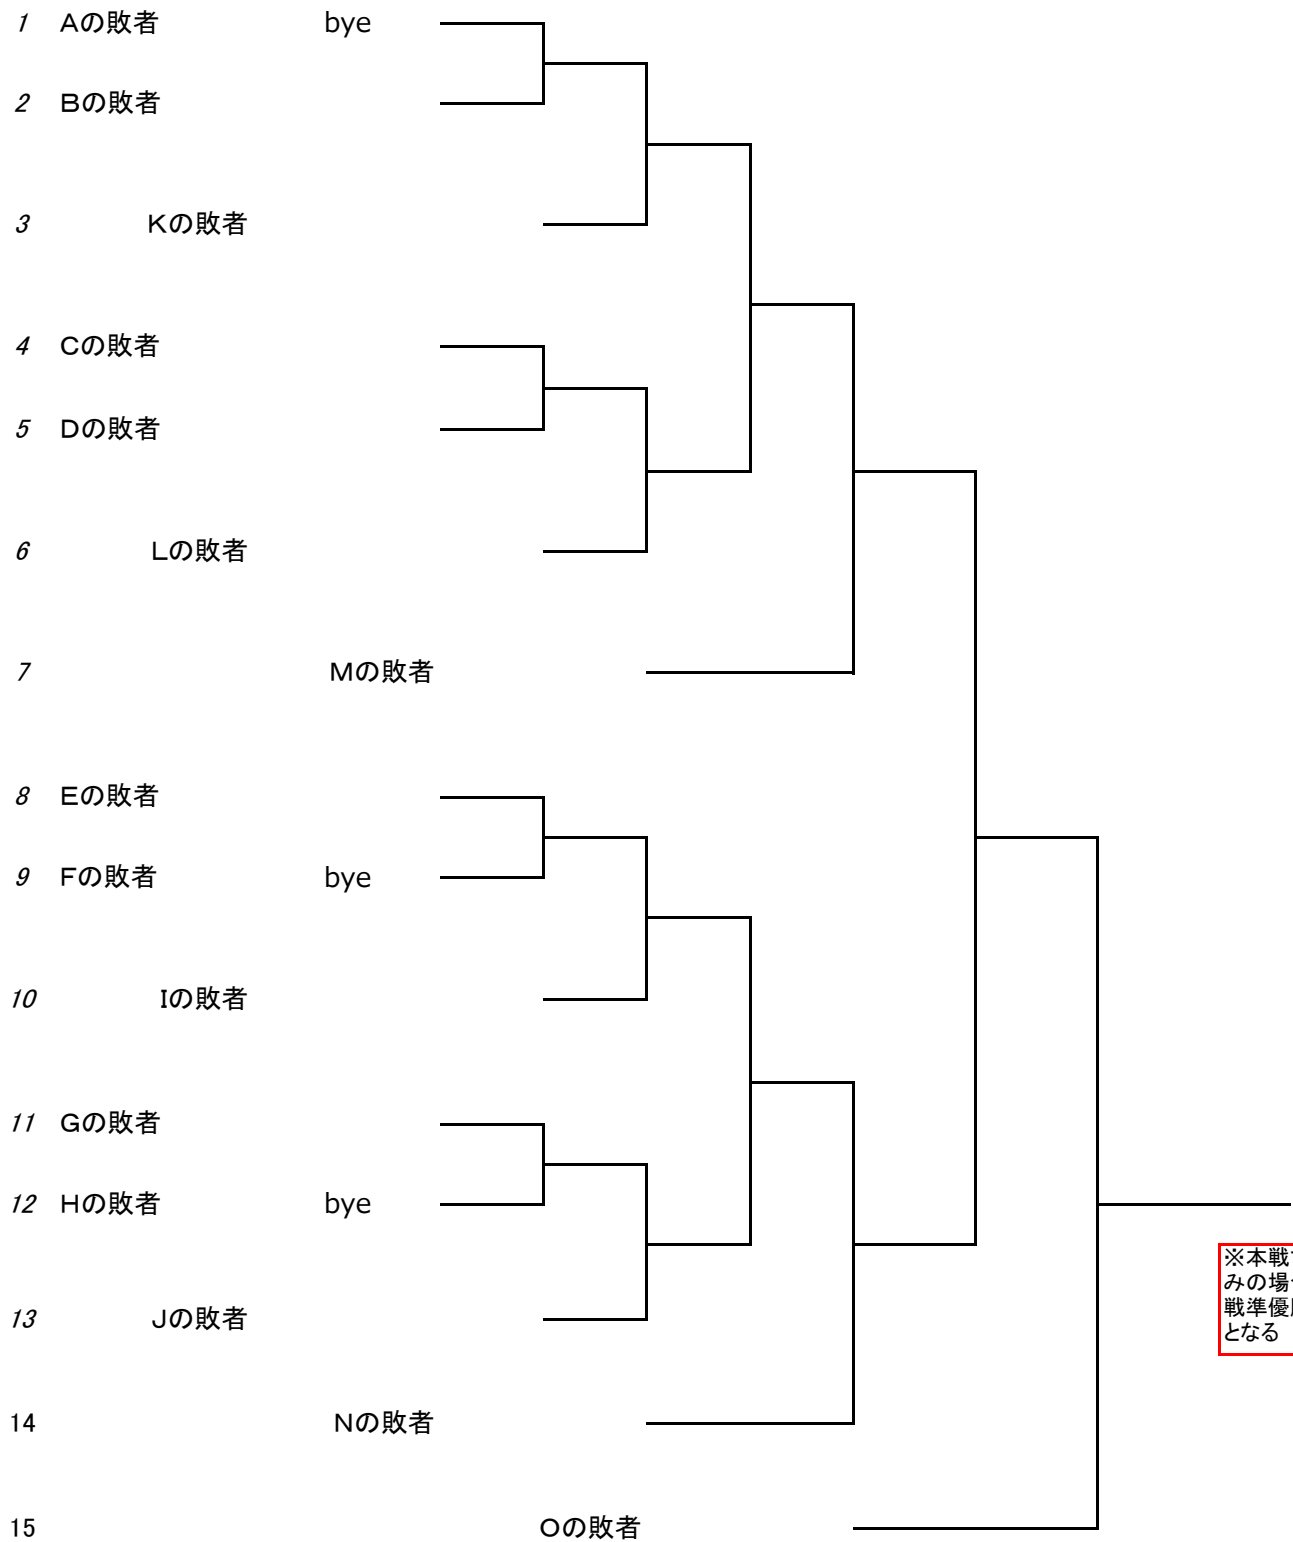 1 Aの敗者 bye
2 Bの敗者
3 Kの敗者
4 Cの敗者
5 Dの敗者
6 Lの敗者
7 Mの敗者
8 Eの敗者
9 Fの敗者 bye
10 Iの敗者
11 Gの敗者
12 Hの敗者 bye
※本戦
みの場
戦準優
となる
13 Jの敗者
14 Nの敗者
15 Oの敗者